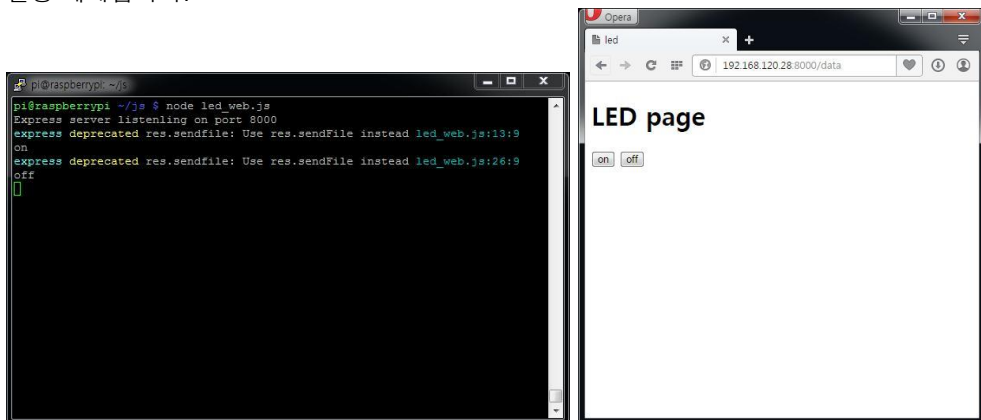 pi@raspberrypi: ~/js
pi@raspberrypi ~/js $ node led_web.js
Express server listenling on port 8000
express deprecated res.sendfile: Use res.sendFile instead led_web.js:13:9
on
express deprecated res.sendfile: Use res.sendFile instead led_web.js:26:9
off
Opera
led
192.168.120.28:8000/data
LED page
on off